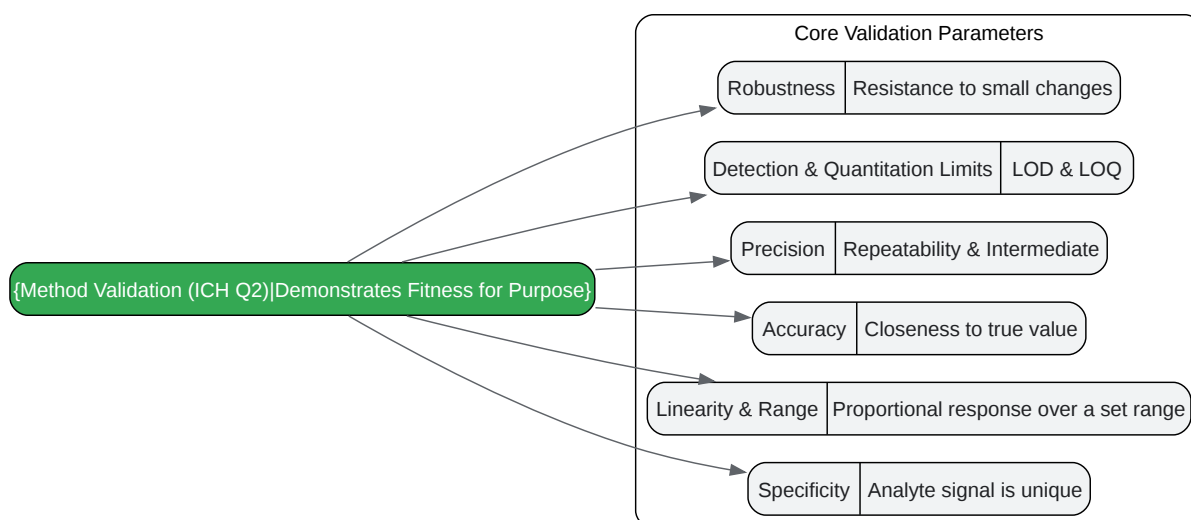 Core Validation Parameters
Robustness Resistance to small changes
Detection & Quantitation Limits LOD & LOQ
Precision Repeatability & Intermediate
{Method Validation (ICH Q2)|Demonstrates Fitness for Purpose}
Accuracy Closeness to true value
Linearity & Range Proportional response over a set range
Specificity Analyte signal is unique